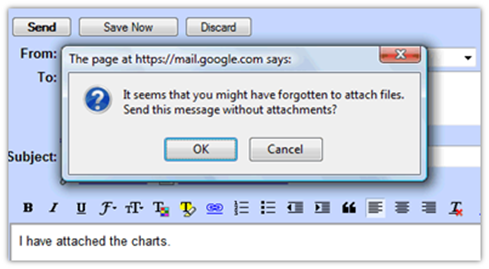 Send Save Now Discard
From:
The page at https://mail.google.com says:
To:
It seems that you might have forgotten to attach files.
Send this message without attachments?
OK Cancel
Subject:
B I U F T T T T
I have attached the charts.